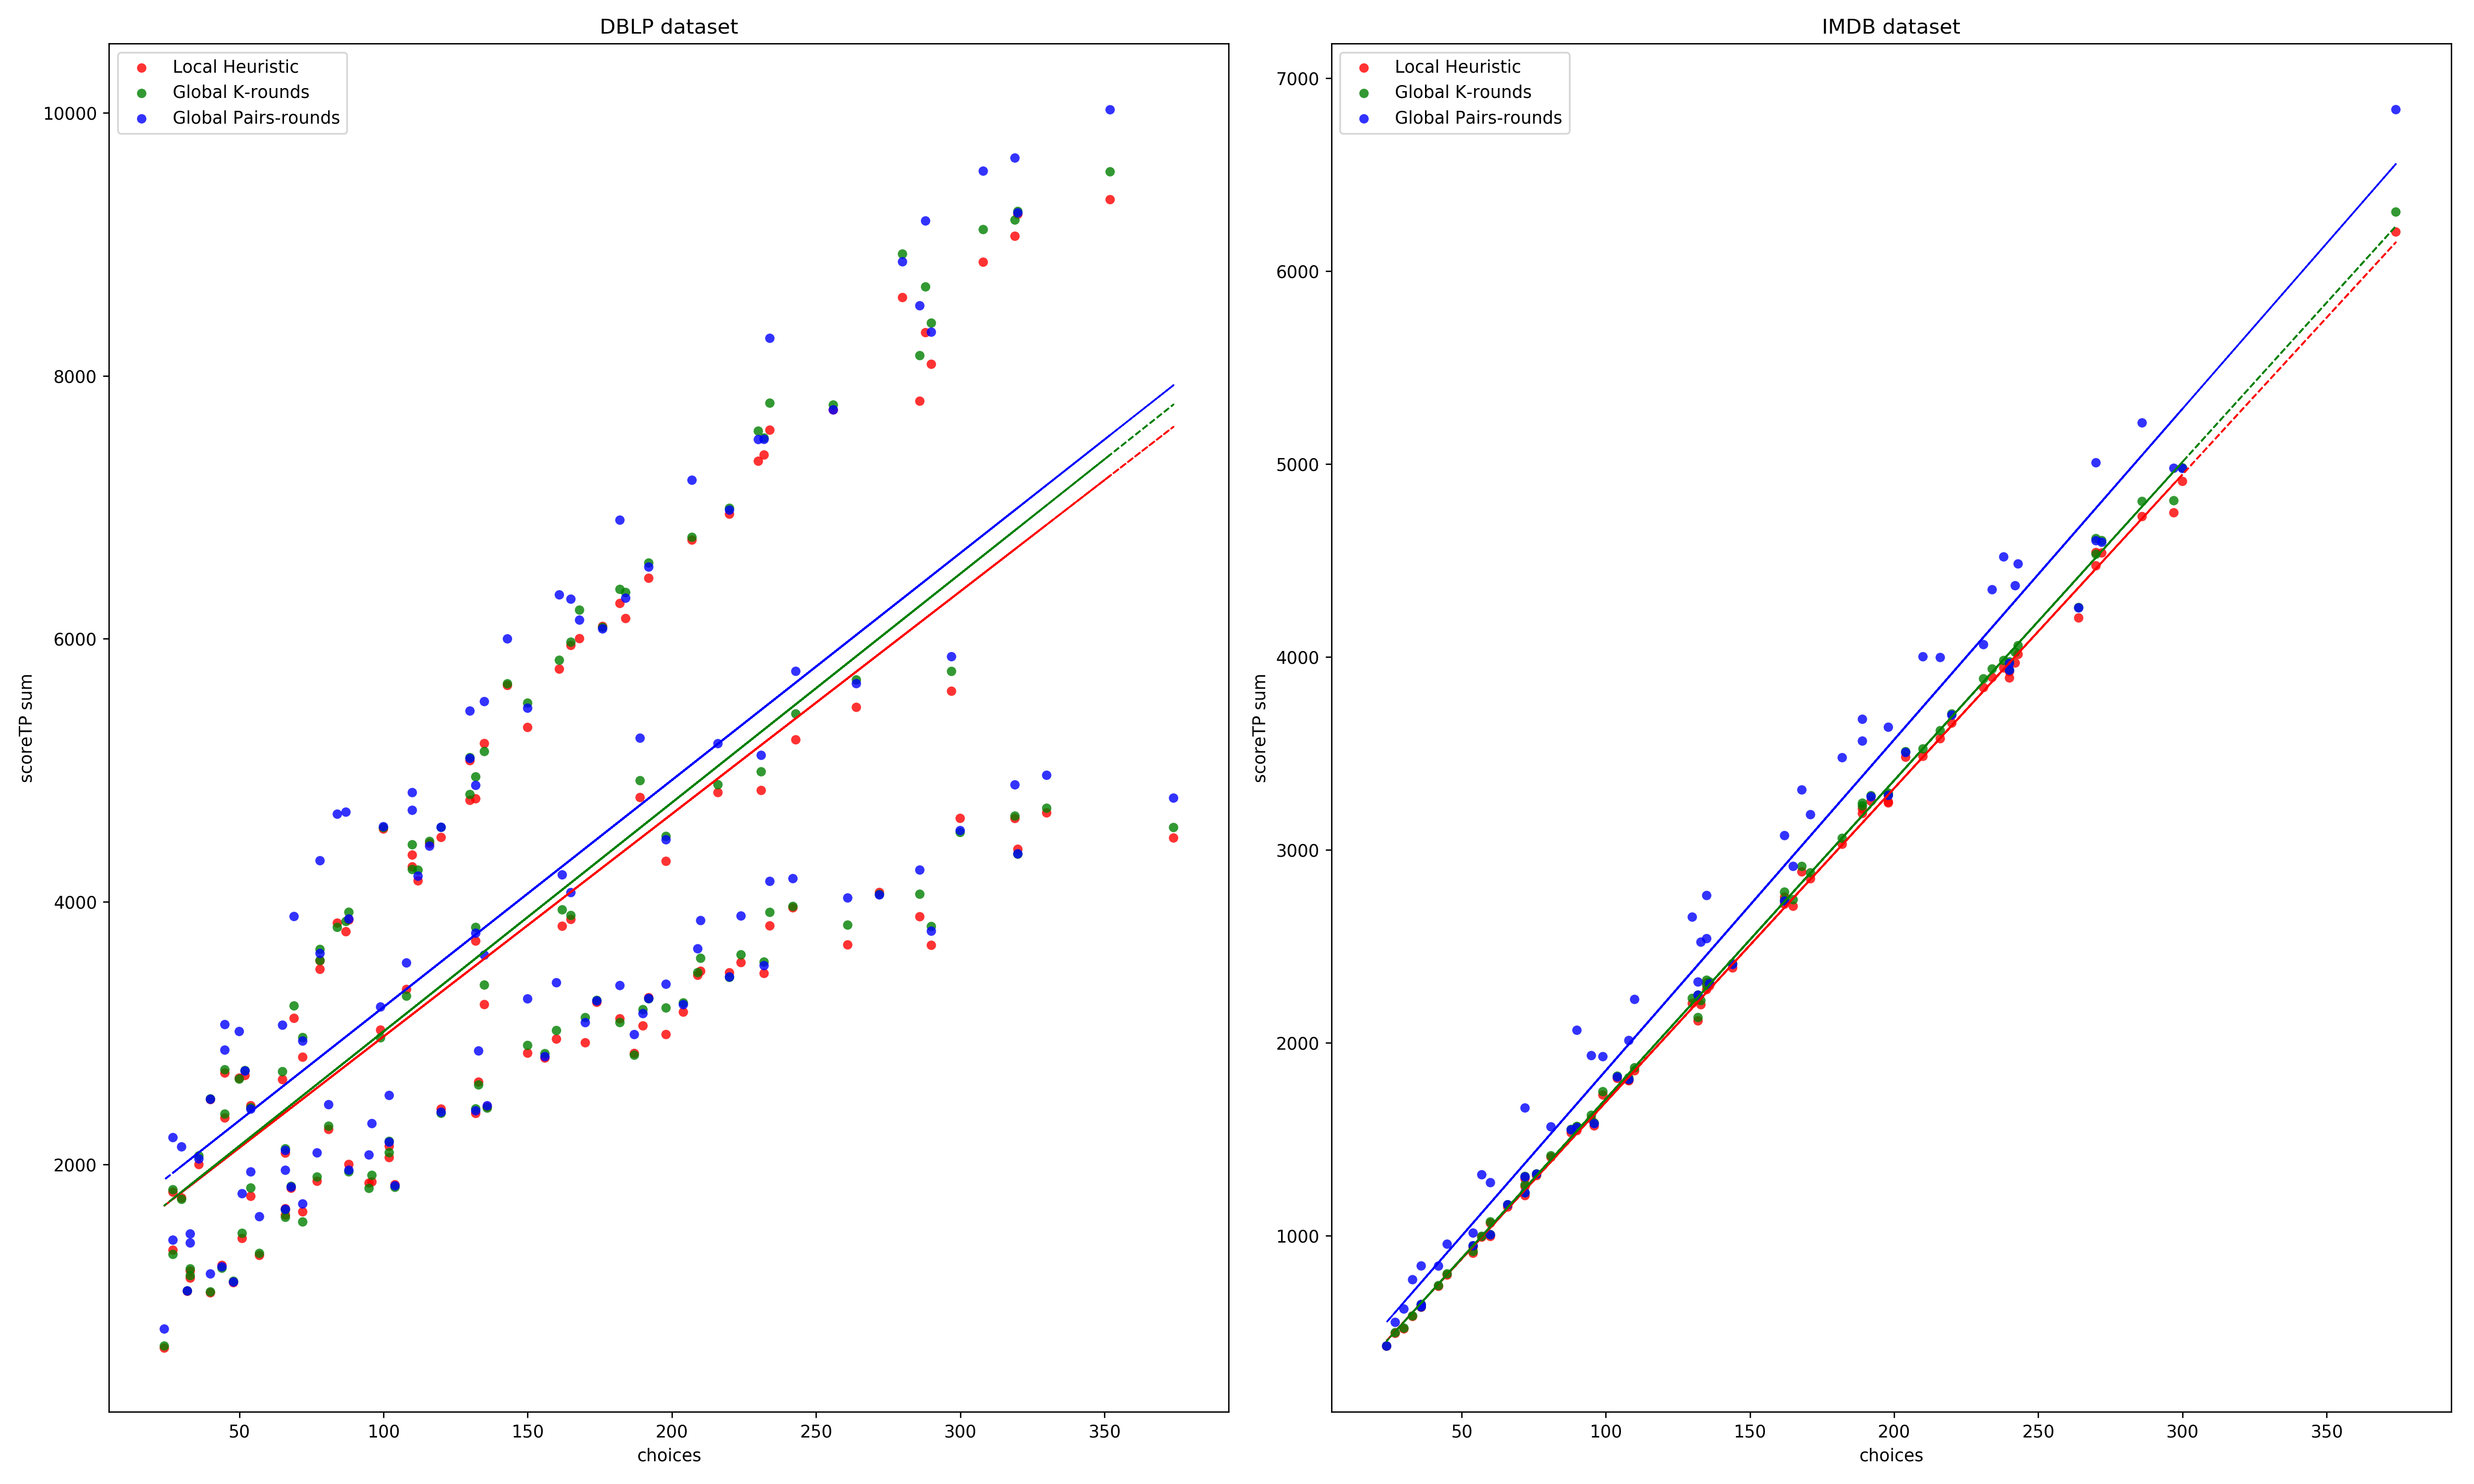 DBLP dataset
Local Heuristic
Global K-rounds
Global Pairs-rounds
10000
8000
6000
4000
2000
scoreTP sum
50 100 150 200 250 300 350
choices
IMDB dataset
Local Heuristic
Global K-rounds
Global Pairs-rounds
7000
6000
5000
4000
3000
2000
1000
scoreTP sum
50 100 150 200 250 300 350
choices